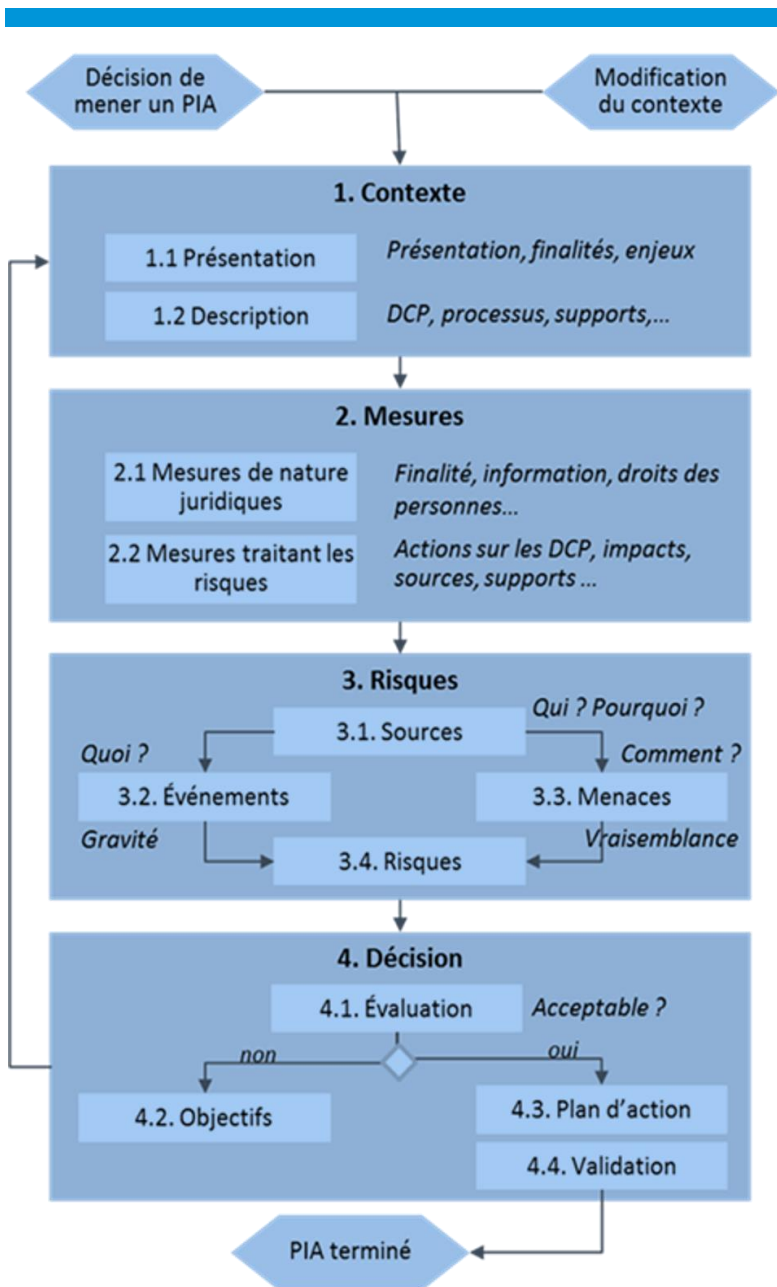 Décision de
mener un PIA
Modification
du contexte
1. Contexte
1.1 Présentation
Présentation, finalités, enjeux
1.2 Description
DCP, processus, supports,...
2. Mesures
2.1 Mesures de nature
juridiques
Finalité, information, droits des
personnes...
2.2 Mesures traitant les
risques
Actions sur les DCP, impacts,
sources, supports ...
3. Risques
Qui ? Pourquoi ?
3.1. Sources
Quoi ?
Comment ?
3.2. Événements
3.3. Menaces
Gravité
Vraisemblance
3.4. Risques
4. Décision
4.1. Évaluation
Acceptable ?
non
oui
4.2. Objectifs
4.3. Plan d'action
4.4. Validation
PIA terminé